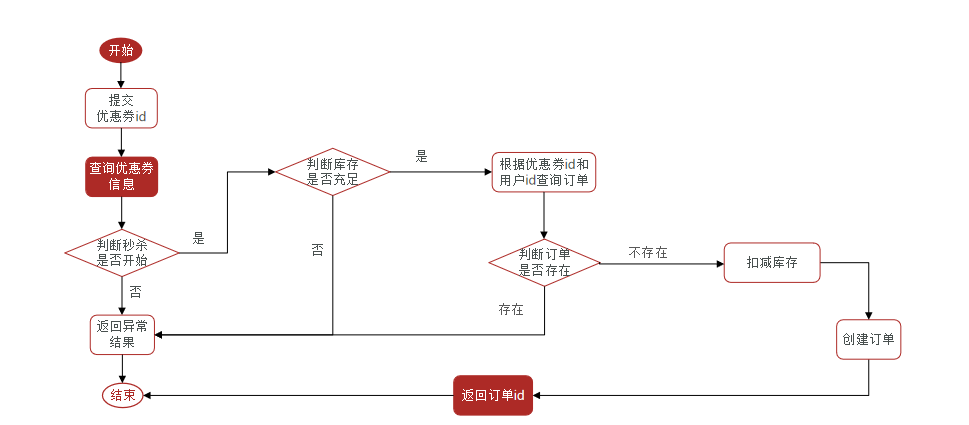 开始
提交
优惠券id
查询优惠券
信息
判断秒杀
是否开始
是
否
返回异常
结果
结束
判断库存
是否充足
是
否
根据优惠券id和
用户id查询订单
判断订单
是否存在
不存在
存在
扣减库存
创建订单
返回订单id